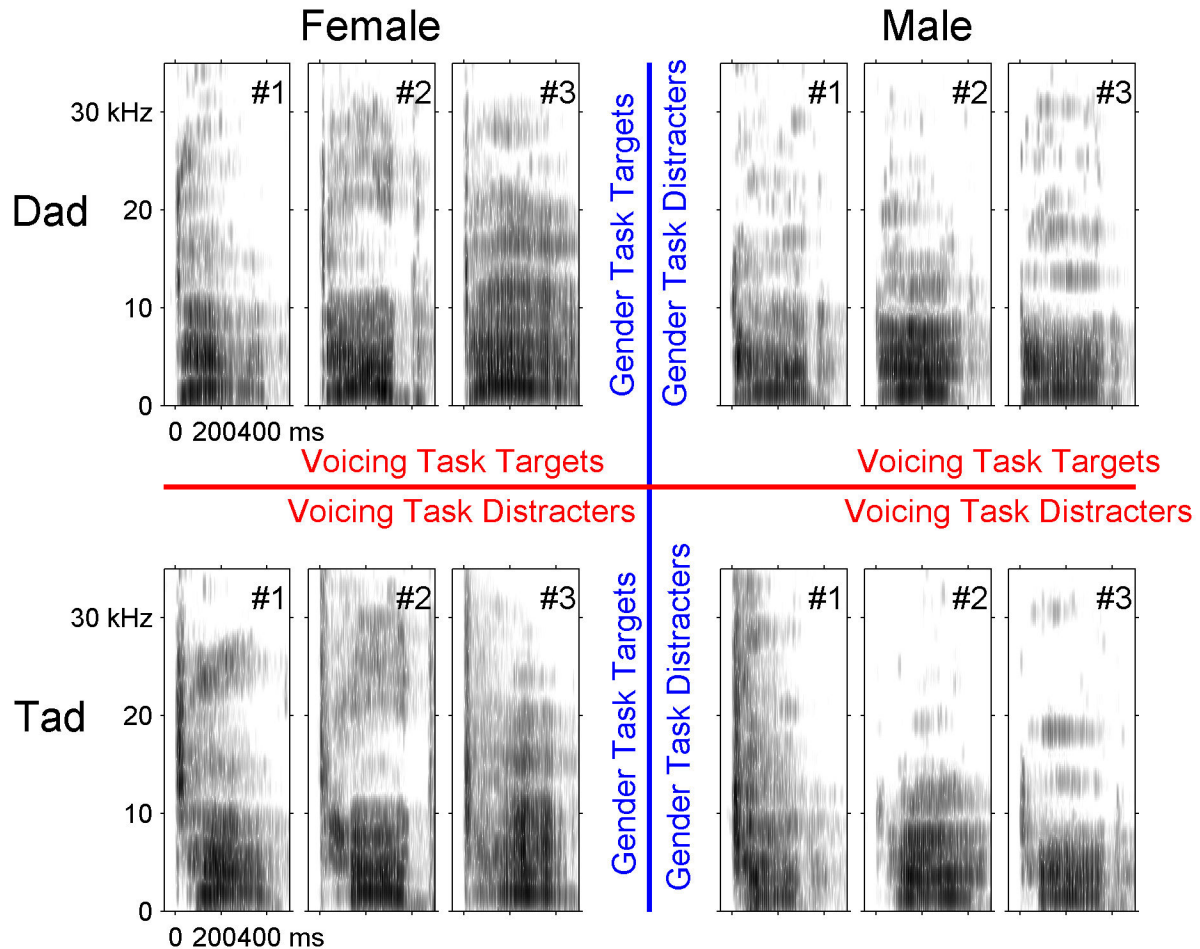 Female
Male
#1
#2
#3
#1
#2
#3
30 kHz
20
10
0
Dad
0 200400 ms
Gender Task Targets
Gender Task Distracters
Voicing Task Targets
Voicing Task Targets
Voicing Task Distracters
Voicing Task Distracters
#1
#2
#3
#1
#2
#3
30 kHz
20
10
0
Tad
0 200400 ms
Gender Task Targets
Gender Task Distracters